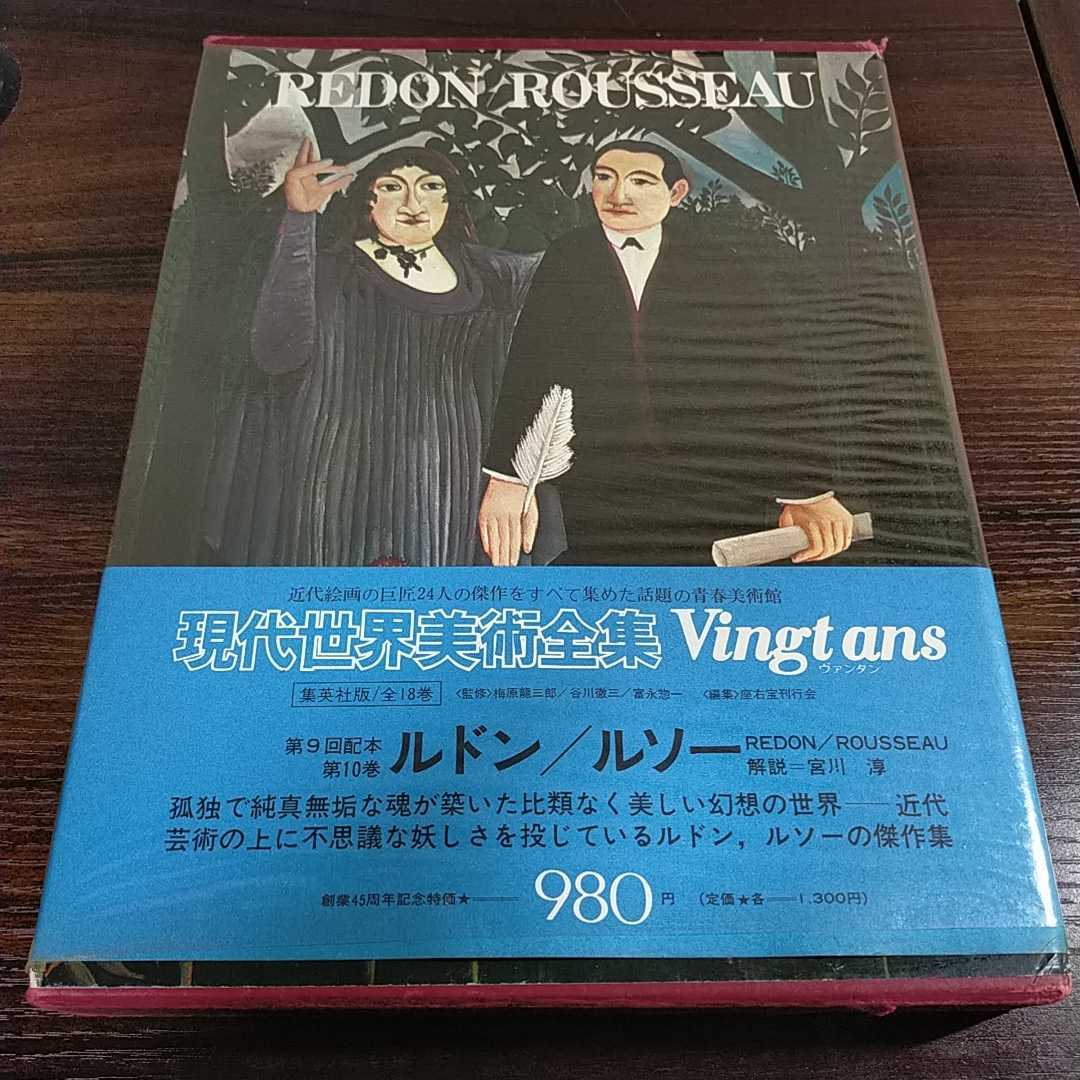 REDON/ROUSSEAU
近代絵画の巨匠24人の傑作をすべて集めた話題の青春美術館
現代世界美術全集 Vingt ans
ヴァンタン
集英社版/全18巻 〈監修〉梅原龍三郎/谷川徹三/富永惣一 〈編集〉座右宝刊行会
第9回配本
第10巻
ルドン/ルソー
REDON/ROUSSEAU
解説=宮川 淳
孤独で純真無垢な魂が築いた比類なく美しい幻想の世界──近代
芸術の上に不思議な妖しさを投じているルドン,ルソーの傑作集
創業45周年記念特価★──980円 (定価★各──1,300円)